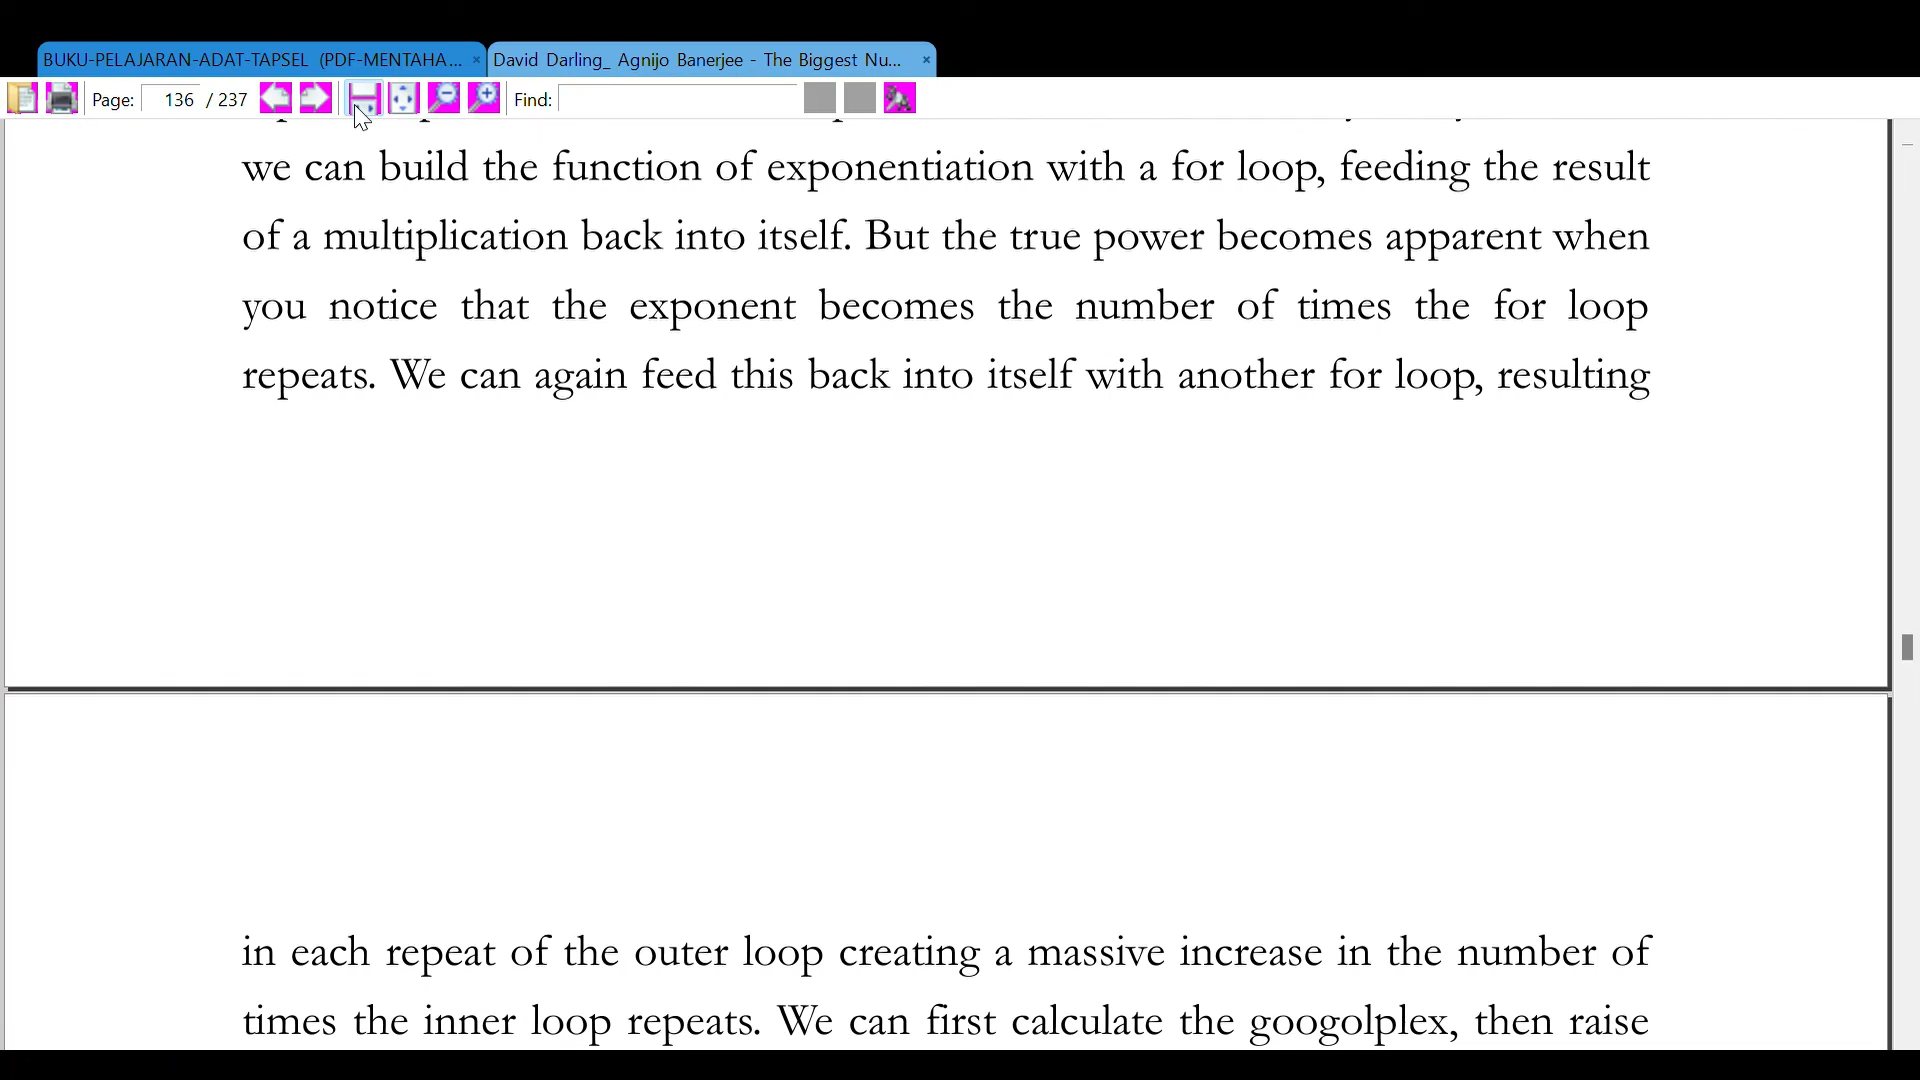 BUKU-PELAJARAN-ADAT-TAPSEL (PDF-MENTAHA...
David Darling_ Agnijo Banerjee - The Biggest Nu...
Page: 136 / 237 Find:
we can build the function of exponentiation with a for loop, feeding the result
of a multiplication back into itself. But the true power becomes apparent when
you notice that the exponent becomes the number of times the for loop
repeats. We can again feed this back into itself with another for loop, resulting
in each repeat of the outer loop creating a massive increase in the number of
times the inner loop repeats. We can first calculate the googolplex, then raise